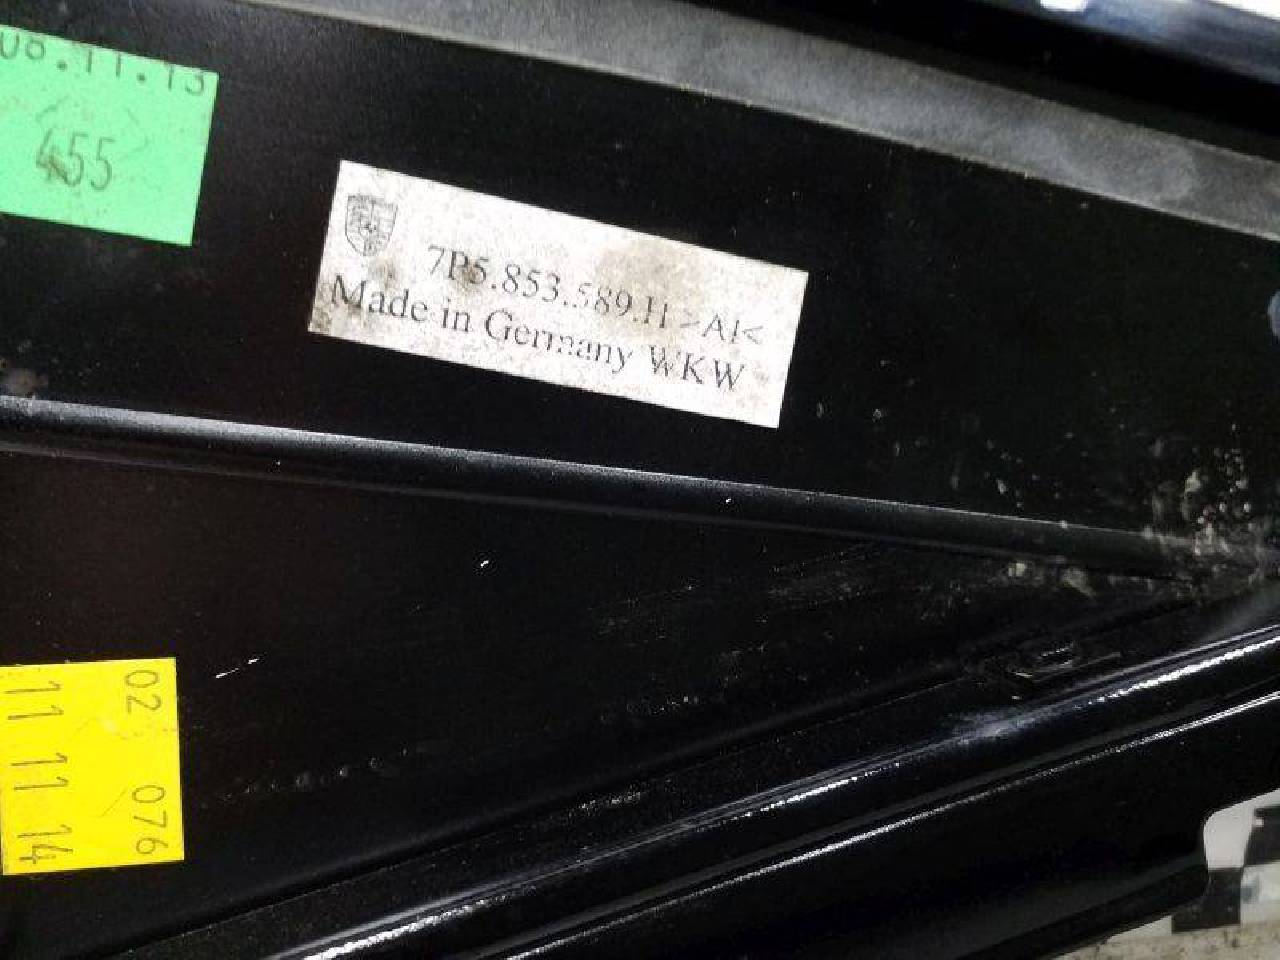 08.11.13
455
7P5.853.589.H >AI<
Made in Germany WKW
02 076
11 11 14